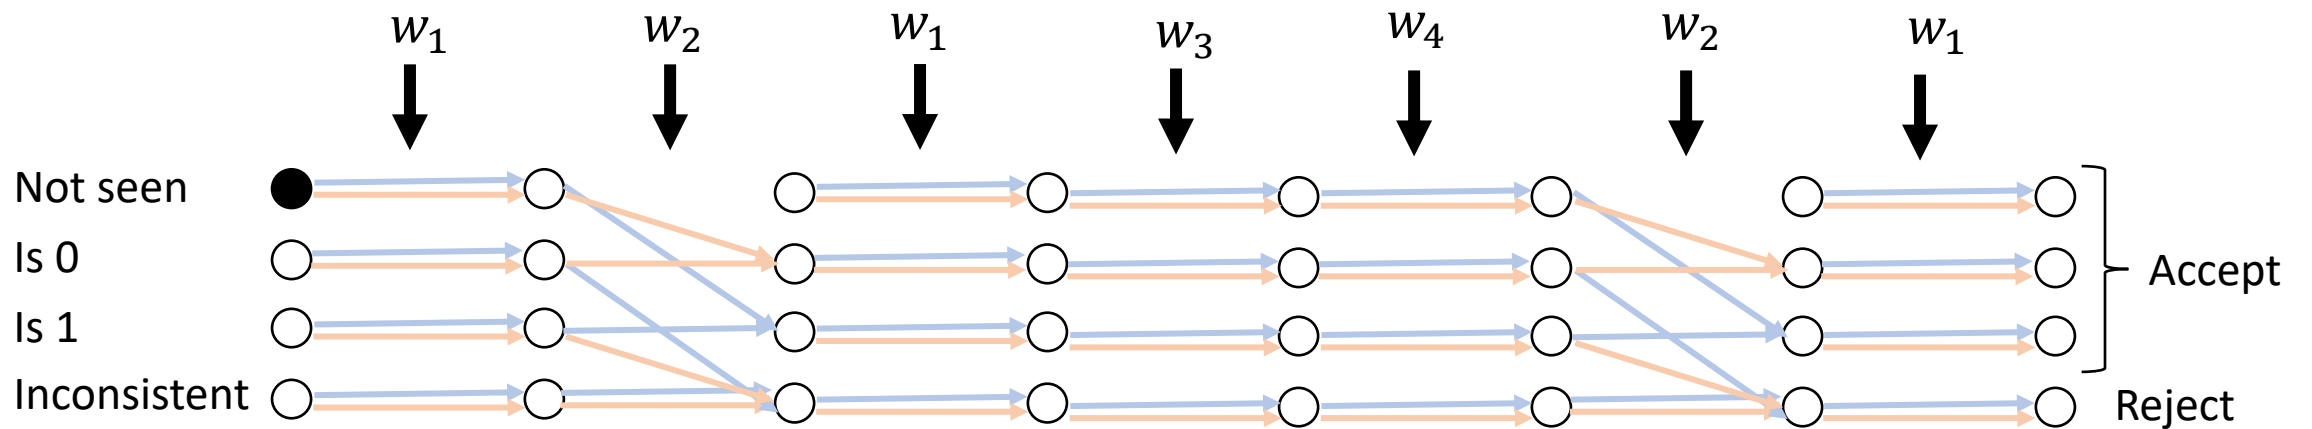 w₁ w₂ w₁ w₃ w₄ w₂ w₁
Not seen
Is 0
Accept
Is 1
Inconsistent
Reject